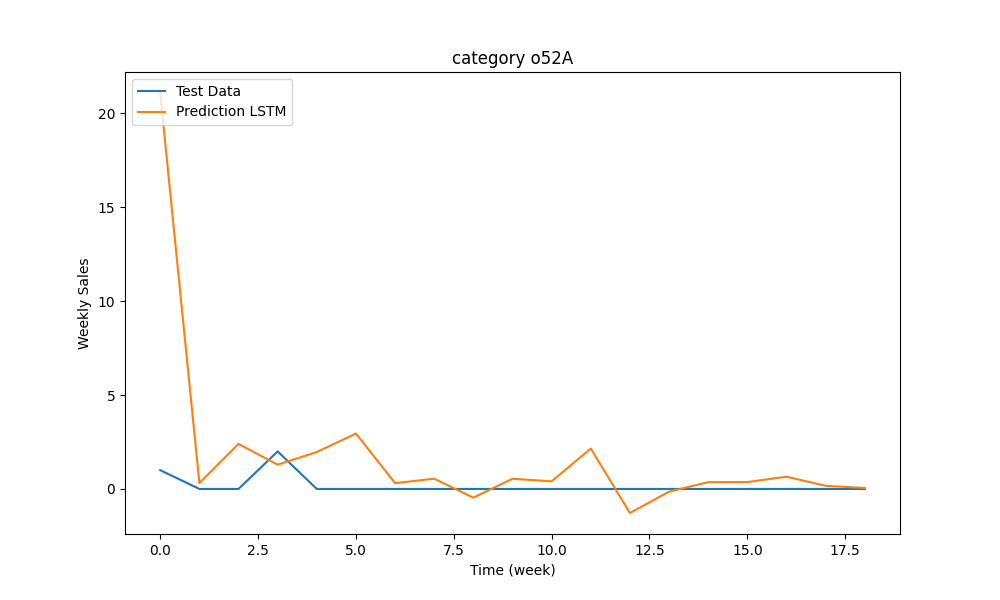 category o52A
Test Data
Prediction LSTM
20
15
10
5
0
Weekly Sales
0.0 2.5 5.0 7.5 10.0 12.5 15.0 17.5
Time (week)